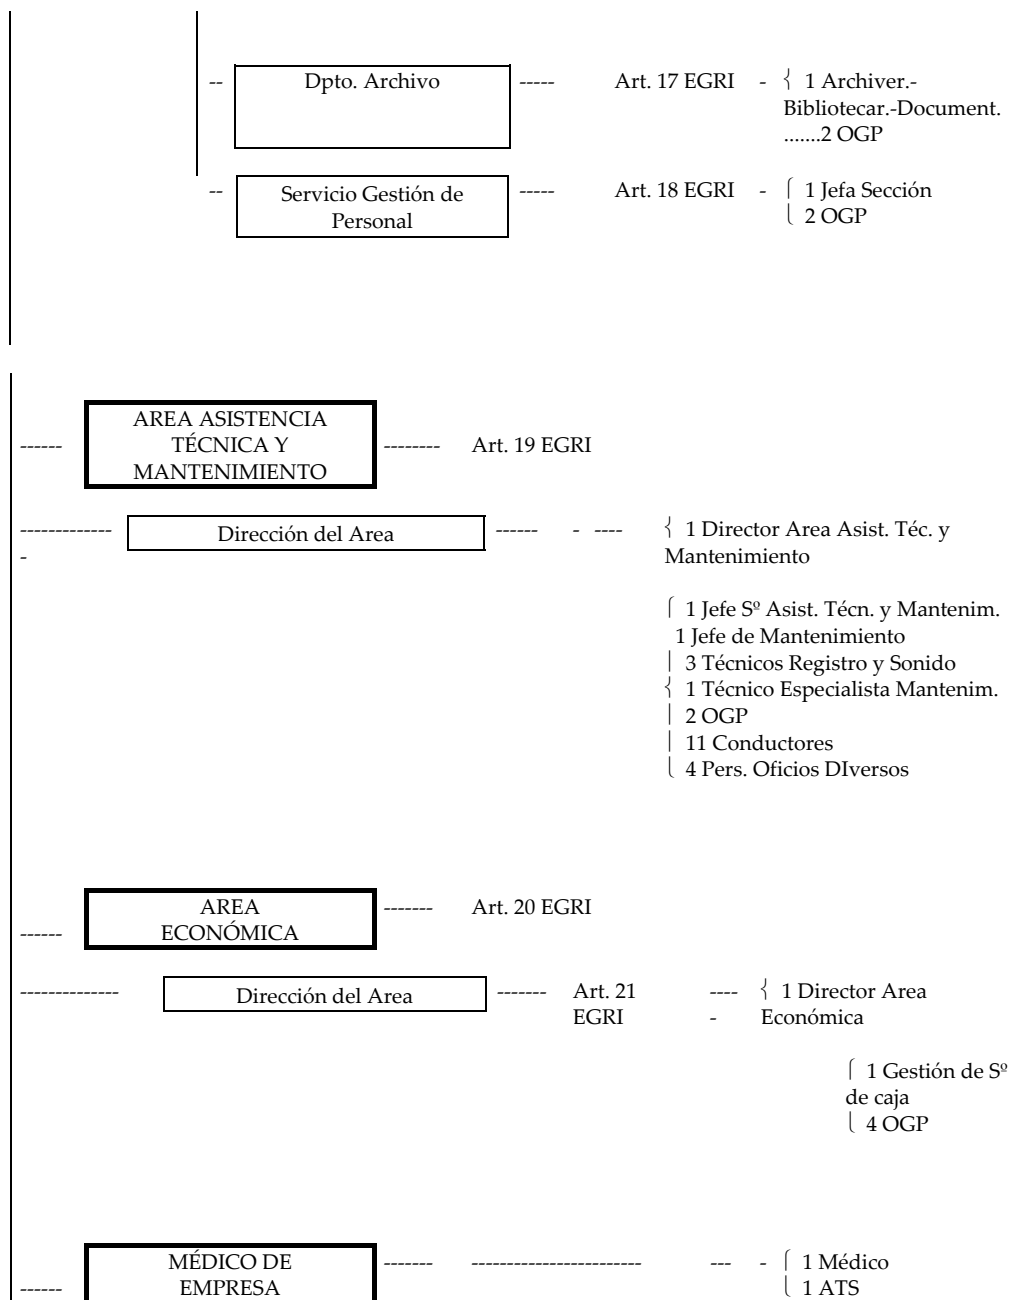 -- Dpto. Archivo ----- Art. 17 EGRI - { 1 Archiver.-
Bibliotecar.-Document.
.......2 OGP
-- Servicio Gestión de ----- Art. 18 EGRI - ⎧ 1 Jefa Sección
Personal ⎩ 2 OGP
AREA ASISTENCIA
------ TÉCNICA Y -------- Art. 19 EGRI
MANTENIMIENTO
------------- Dirección del Area ------ - ---- { 1 Director Area Asist. Téc. y
- Mantenimiento
⎧ 1 Jefe Sº Asist. Técn. y Mantenim.
1 Jefe de Mantenimiento
| 3 Técnicos Registro y Sonido
{ 1 Técnico Especialista Mantenim.
| 2 OGP
| 11 Conductores
⎩ 4 Pers. Oficios DIversos
AREA ------- Art. 20 EGRI
------ ECONÓMICA
-------------- Dirección del Area ------- Art. 21 ---- { 1 Director Area
EGRI - Económica
⎧ 1 Gestión de Sº
de caja
⎩ 4 OGP
MÉDICO DE ------- ------------------------ --- - ⎧ 1 Médico
------ EMPRESA ⎩ 1 ATS